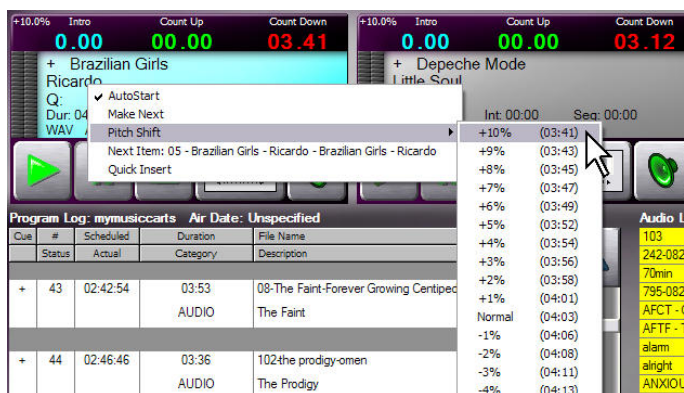 +10.0% Intro Count Up Count Down
0.00 00.00 03.41
+ Brazilian Girls
Ricardo
Q:
Dur: 04
WAV
+10.0% Intro Count Up Count Down
0.00 00.00 03.12
+ Depeche Mode
Little Soul
Int: 00:00 Seg: 00:00
✓ AutoStart
Make Next
Pitch Shift
Next Item: 05 - Brazilian Girls - Ricardo - Brazilian Girls - Ricardo
Quick Insert
+10% (03:41)
+9% (03:43)
+8% (03:45)
+7% (03:47)
+6% (03:49)
+5% (03:52)
+4% (03:54)
+3% (03:56)
+2% (03:58)
+1% (04:01)
Normal (04:03)
-1% (04:06)
-2% (04:08)
-3% (04:11)
-4% (04:13)
Program Log: mymusiccarts Air Date: Unspecified
Cue # Scheduled Duration File Name
Status Actual Category Description
+ 43 02:42:54 03:53 08-The Faint-Forever Growing Centiped
AUDIO The Faint
+ 44 02:46:46 03:36 102-the prodigy-omen
AUDIO The Prodigy
Audio L
103
242-082
70min
795-082
AFCT - 
AFTF - 
alarm
alright
ANXIOU